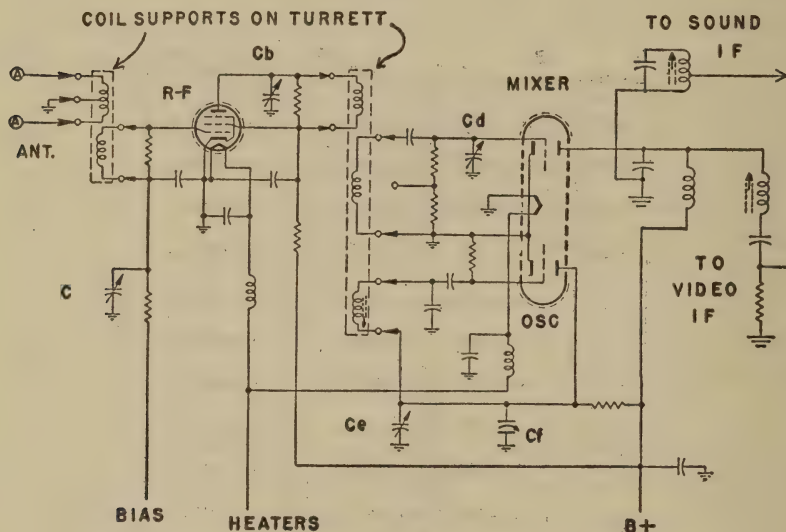 COIL SUPPORTS ON TURRETT
TO SOUND
IF
Cb
R-F
MIXER
A
A
ANT.
Cd
C
TO
VIDEO
IF
OSC
Ce
Cf
BIAS
HEATERS
B+